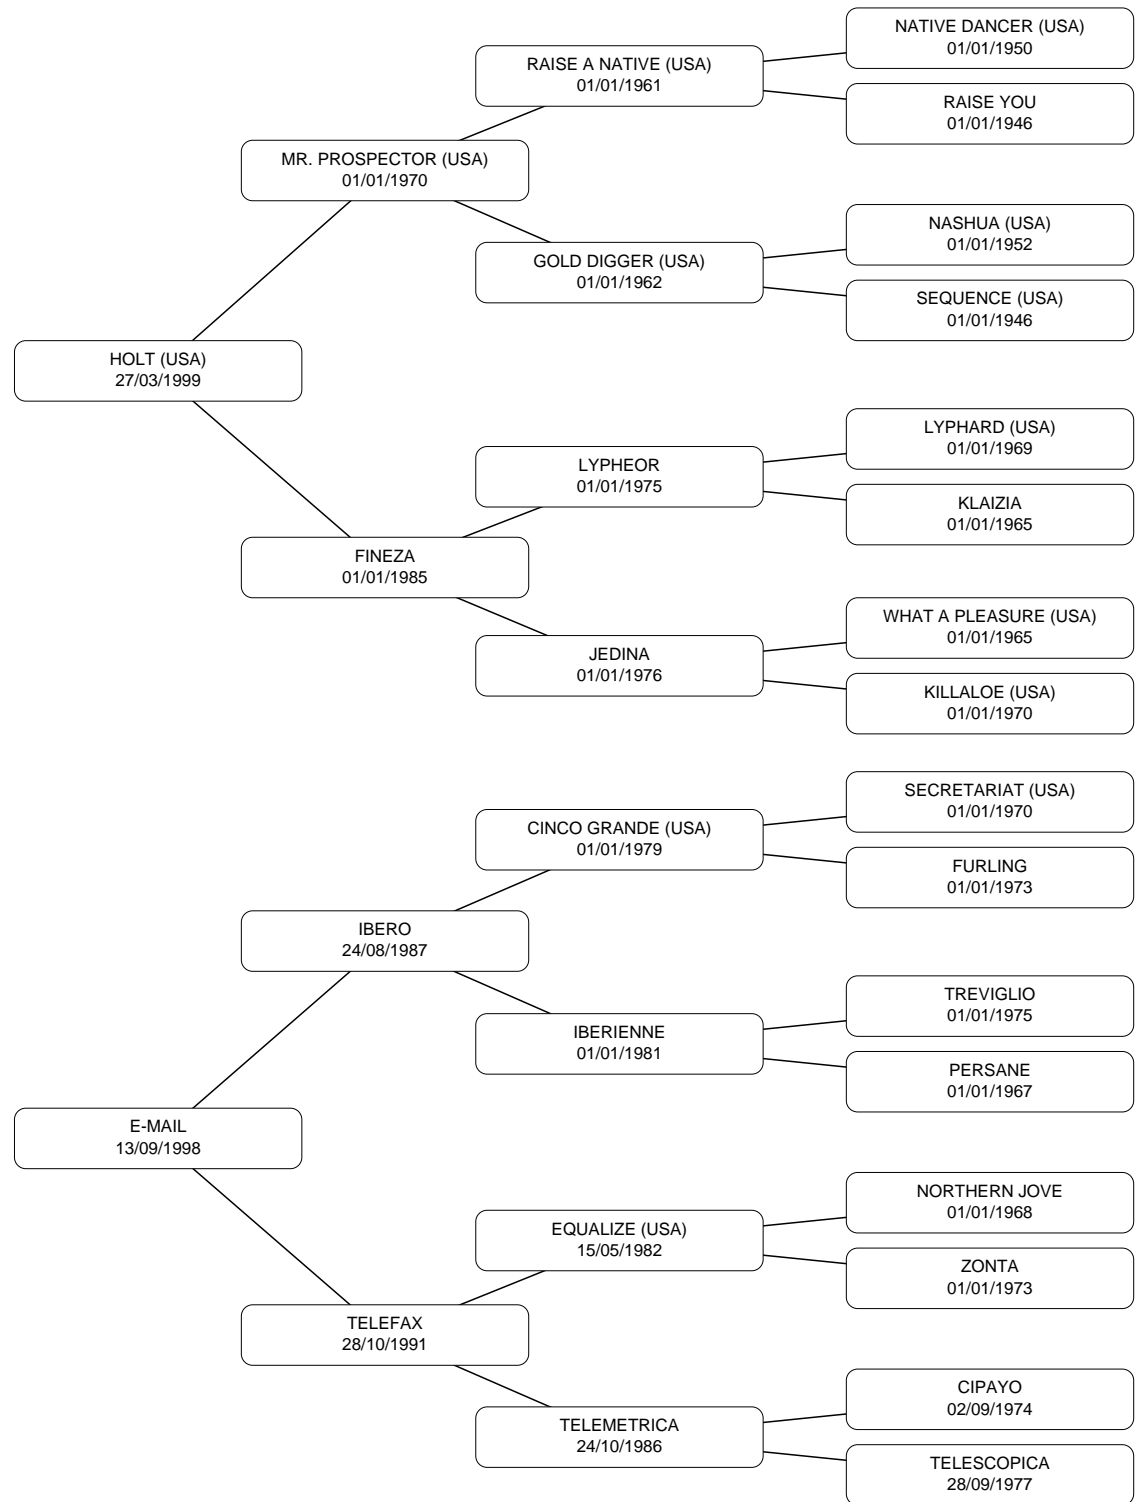 NATIVE DANCER (USA)
01/01/1950
RAISE A NATIVE (USA)
01/01/1961
RAISE YOU
01/01/1946
MR. PROSPECTOR (USA)
01/01/1970
NASHUA (USA)
01/01/1952
GOLD DIGGER (USA)
01/01/1962
SEQUENCE (USA)
01/01/1946
HOLT (USA)
27/03/1999
LYPHARD (USA)
01/01/1969
LYPHEOR
01/01/1975
KLAIZIA
01/01/1965
FINEZA
01/01/1985
WHAT A PLEASURE (USA)
01/01/1965
JEDINA
01/01/1976
KILLALOE (USA)
01/01/1970
SECRETARIAT (USA)
01/01/1970
CINCO GRANDE (USA)
01/01/1979
FURLING
01/01/1973
IBERO
24/08/1987
TREVIGLIO
01/01/1975
IBERIENNE
01/01/1981
PERSANE
01/01/1967
E-MAIL
13/09/1998
NORTHERN JOVE
01/01/1968
EQUALIZE (USA)
15/05/1982
ZONTA
01/01/1973
TELEFAX
28/10/1991
CIPAYO
02/09/1974
TELEMETRICA
24/10/1986
TELESCOPICA
28/09/1977